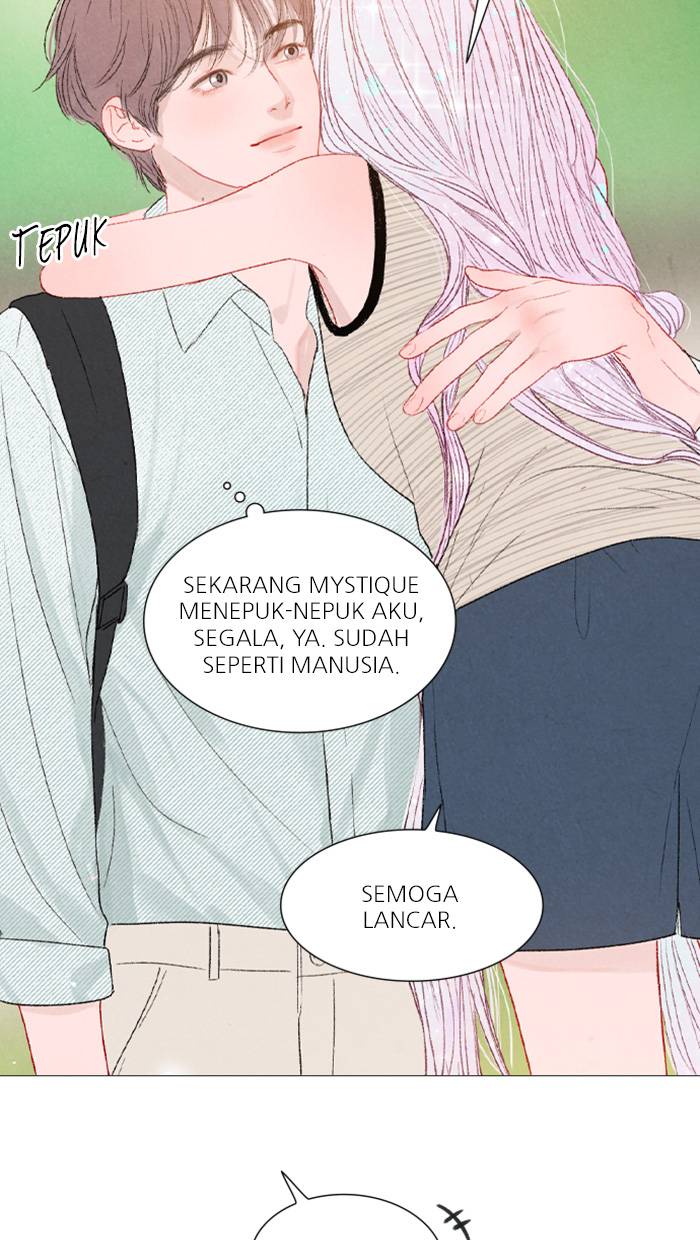 TEPUK
SEKARANG MYSTIQUE
MENEPUK-NEPUK AKU,
SEGALA, YA. SUDAH
SEPERTI MANUSIA.
SEMOGA
LANCAR.